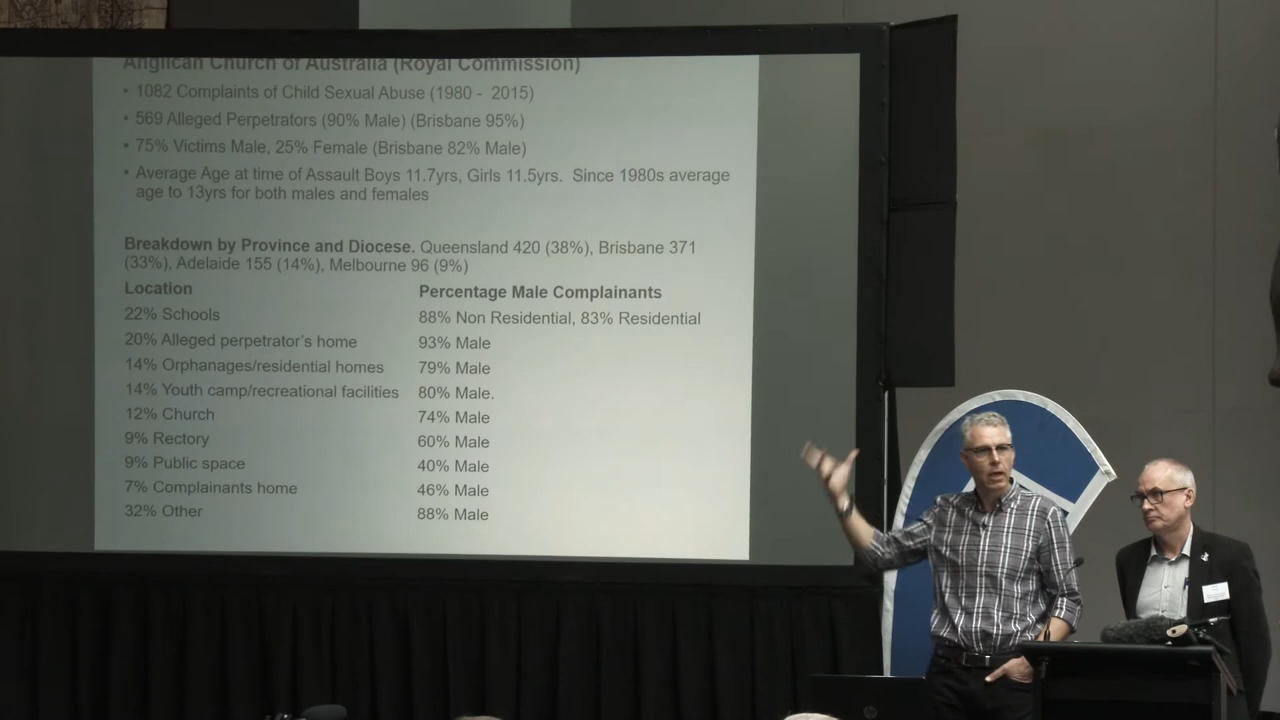 Anglican Church of Australia (Royal Commission)
• 1082 Complaints of Child Sexual Abuse (1980 - 2015)
• 569 Alleged Perpetrators (90% Male) (Brisbane 95%)
• 75% Victims Male, 25% Female (Brisbane 82% Male)
• Average Age at time of Assault Boys 11.7yrs, Girls 11.5yrs. Since 1980s average
age to 13yrs for both males and females
Breakdown by Province and Diocese. Queensland 420 (38%), Brisbane 371
(33%), Adelaide 155 (14%), Melbourne 96 (9%)
Location Percentage Male Complainants
22% Schools 88% Non Residential, 83% Residential
20% Alleged perpetrator's home 93% Male
14% Orphanages/residential homes 79% Male
14% Youth camp/recreational facilities 80% Male.
12% Church 74% Male
9% Rectory 60% Male
9% Public space 40% Male
7% Complainants home 46% Male
32% Other 88% Male